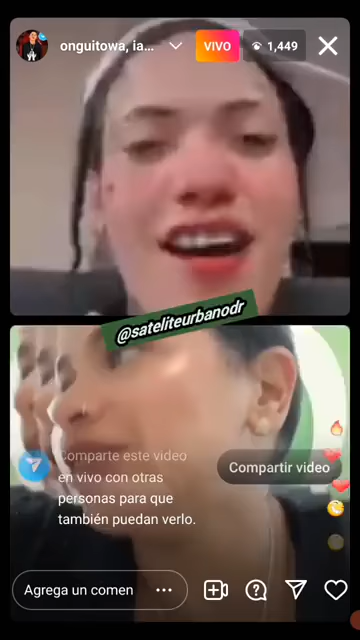 onguitowa, ia...
VIVO
1,449
@sateliteurbanodr
Comparte este video
en vivo con otras
personas para que
también puedan verlo.
Compartir video
Agrega un comen